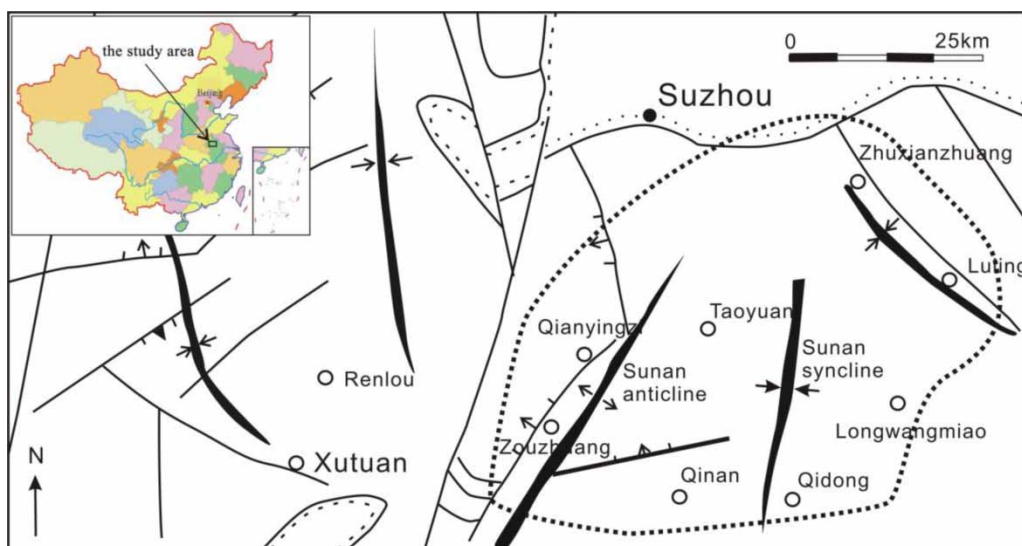 the study area
Beijing
0 25km
Suzhou
Zhuxianzhuang
Luling
Taoyuan
Qianyingzi
Sunan
anticline
Sunan
syncline
Renlou
Longwangmiao
Zouzhuang
Xutuan
N
Qinan
Qidong